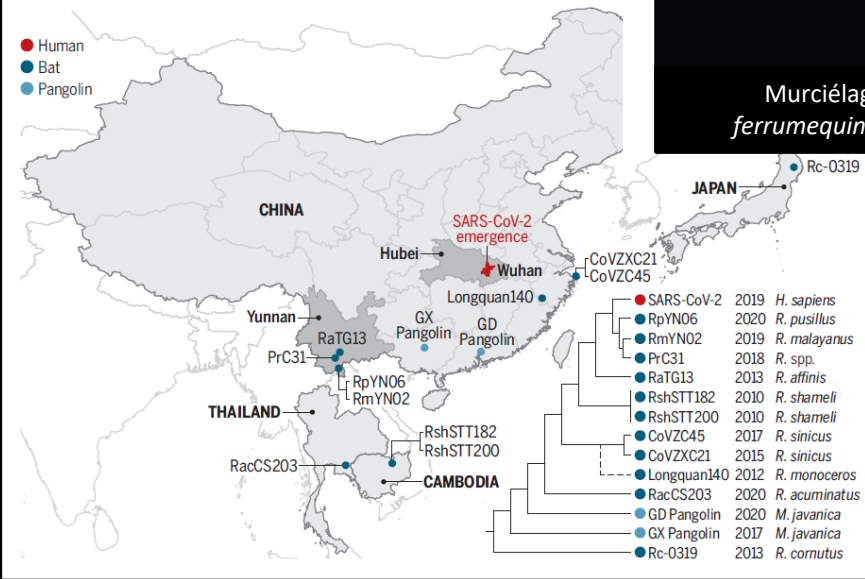 Human
Bat
Pangolin
Murciélag
ferrumequin
Rc-0319
JAPAN
CHINA
SARS-CoV-2
emergence
Hubei
Wuhan
CoVZXC21
CoVZC45
Longquan140
Yunnan
GX
Pangolin
GD
Pangolin
RaTG13
PrC31
RpYN06
RmYN02
THAILAND
RshSTT182
RshSTT200
RacCS203
CAMBODIA
SARS-CoV-2 2019 H. sapiens
RpYN06 2020 R. pusillus
RmYN02 2019 R. malayanus
PrC31 2018 R. spp.
RaTG13 2013 R. affinis
RshSTT182 2010 R. shameli
RshSTT200 2010 R. shameli
CoVZC45 2017 R. sinicus
CoVZXC21 2015 R. sinicus
Longquan140 2012 R. monoceros
RacCS203 2020 R. acuminatus
GD Pangolin 2020 M. javanica
GX Pangolin 2017 M. javanica
Rc-0319 2013 R. cornutus